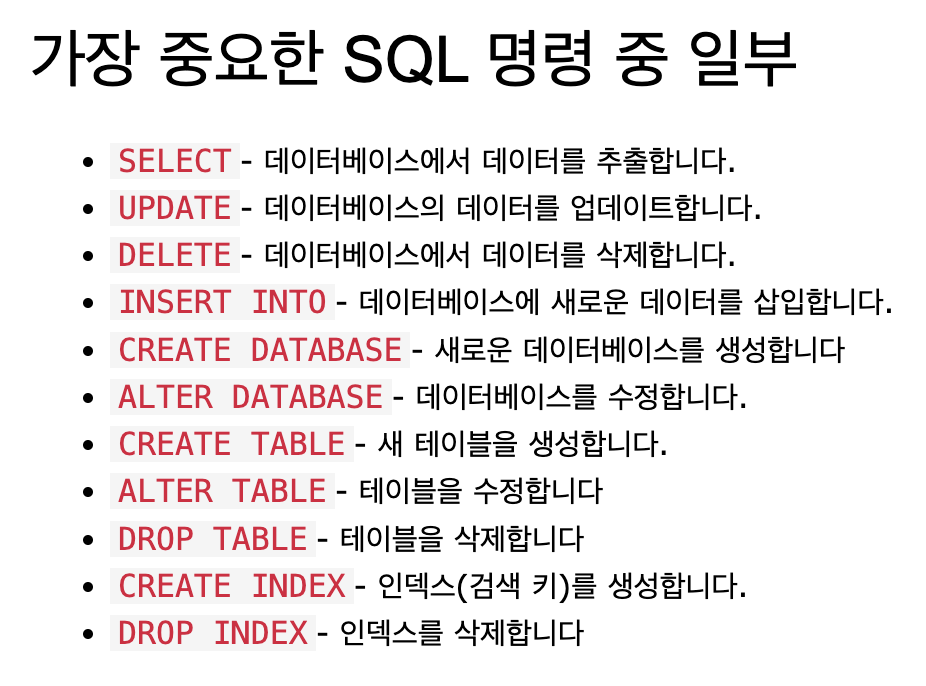 가장 중요한 SQL 명령 중 일부
• SELECT - 데이터베이스에서 데이터를 추출합니다.
• UPDATE - 데이터베이스의 데이터를 업데이트합니다.
• DELETE - 데이터베이스에서 데이터를 삭제합니다.
• INSERT INTO - 데이터베이스에 새로운 데이터를 삽입합니다.
• CREATE DATABASE - 새로운 데이터베이스를 생성합니다
• ALTER DATABASE - 데이터베이스를 수정합니다.
• CREATE TABLE - 새 테이블을 생성합니다.
• ALTER TABLE - 테이블을 수정합니다
• DROP TABLE - 테이블을 삭제합니다
• CREATE INDEX - 인덱스(검색 키)를 생성합니다.
• DROP INDEX - 인덱스를 삭제합니다